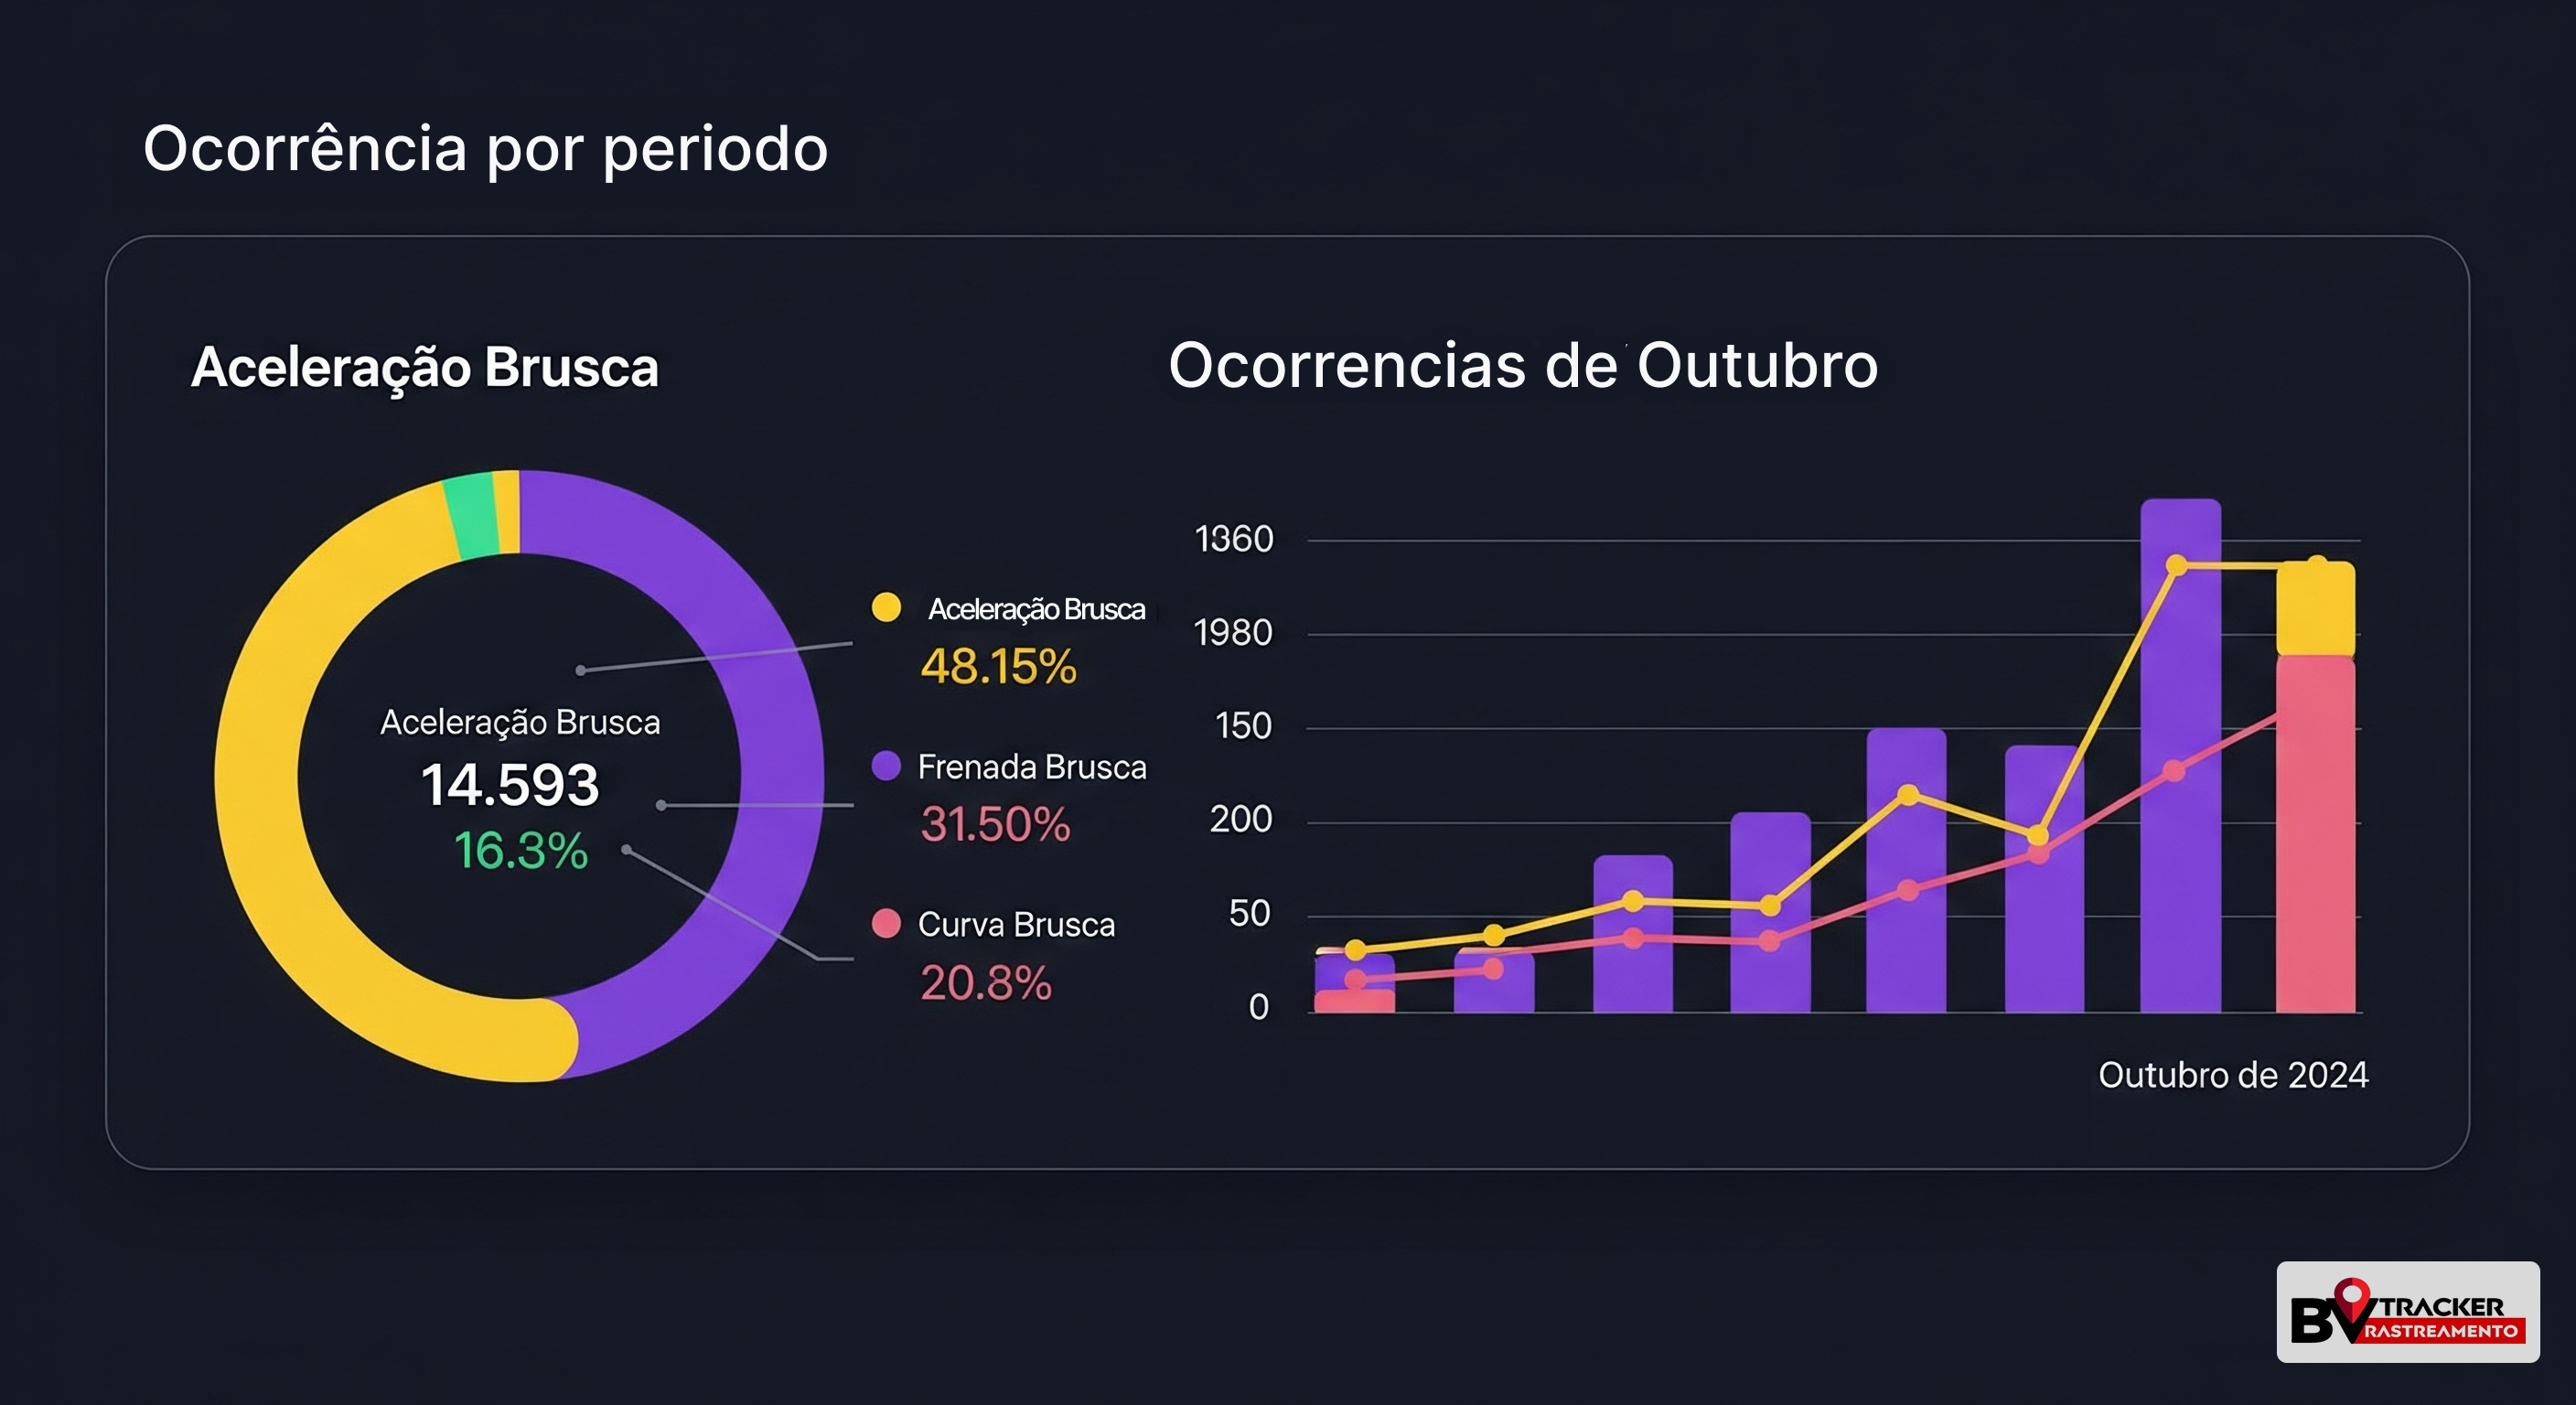 Ocorrência por periodo
Aceleração Brusca
Aceleração Brusca
14.593
16.3%
Aceleração Brusca
48.15%
Frenada Brusca
31.50%
Curva Brusca
20.8%
Ocorrencias de Outubro
1360
1980
150
200
50
0
Outubro de 2024
BV TRACKER
RASTREAMENTO